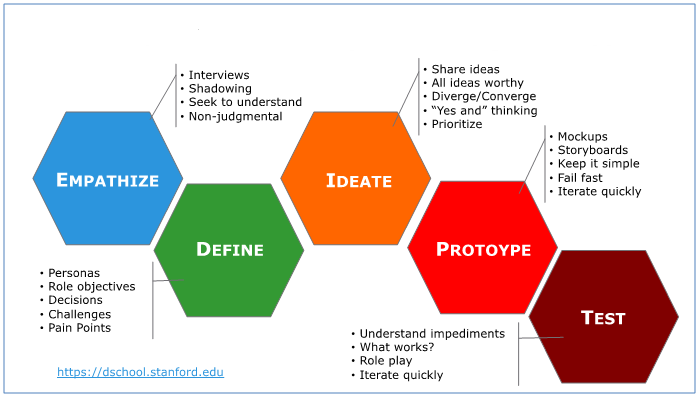 • Interviews
• Shadowing
• Seek to understand
• Non-judgmental
EMPATHIZE
• Personas
• Role objectives
• Decisions
• Challenges
• Pain Points
DEFINE
• Share ideas
• All ideas worthy
• Diverge/Converge
• “Yes and” thinking
• Prioritize
IDEATE
• Mockups
• Storyboards
• Keep it simple
• Fail fast
• Iterate quickly
PROTOYPE
• Understand impediments
• What works?
• Role play
• Iterate quickly
TEST
https://dschool.stanford.edu